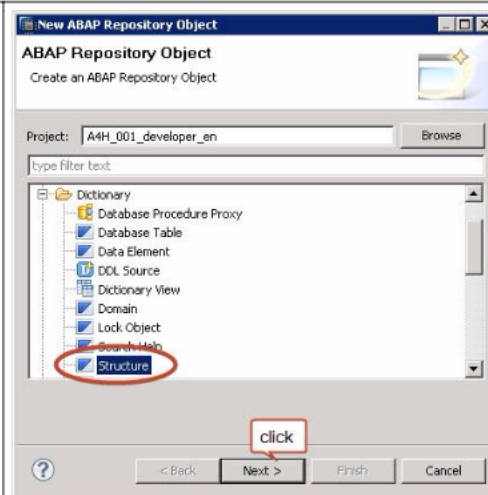 New ABAP Repository Object
ABAP Repository Object
Create an ABAP Repository Object
Project: A4H_001_developer_en Browse
type filter text
Dictionary
Database Procedure Proxy
Database Table
Data Element
DDL Source
Dictionary View
Domain
Lock Object
Search Help
Structure
click
< Back Next > Finish Cancel